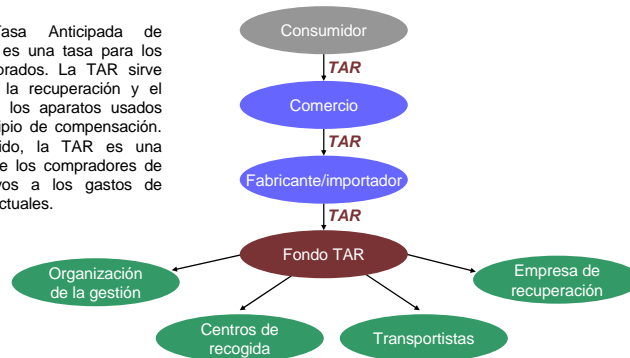 asa Anticipada de
es una tasa para los
orados. La TAR sirve
la recuperación y el
los aparatos usados
ipio de compensación.
ido, la TAR es una
e los compradores de
vos a los gastos de
ctuales.
Consumidor
TAR
Comercio
TAR
Fabricante/importador
TAR
Fondo TAR
Organización
de la gestión
Empresa de
recuperación
Centros de
recogida
Transportistas